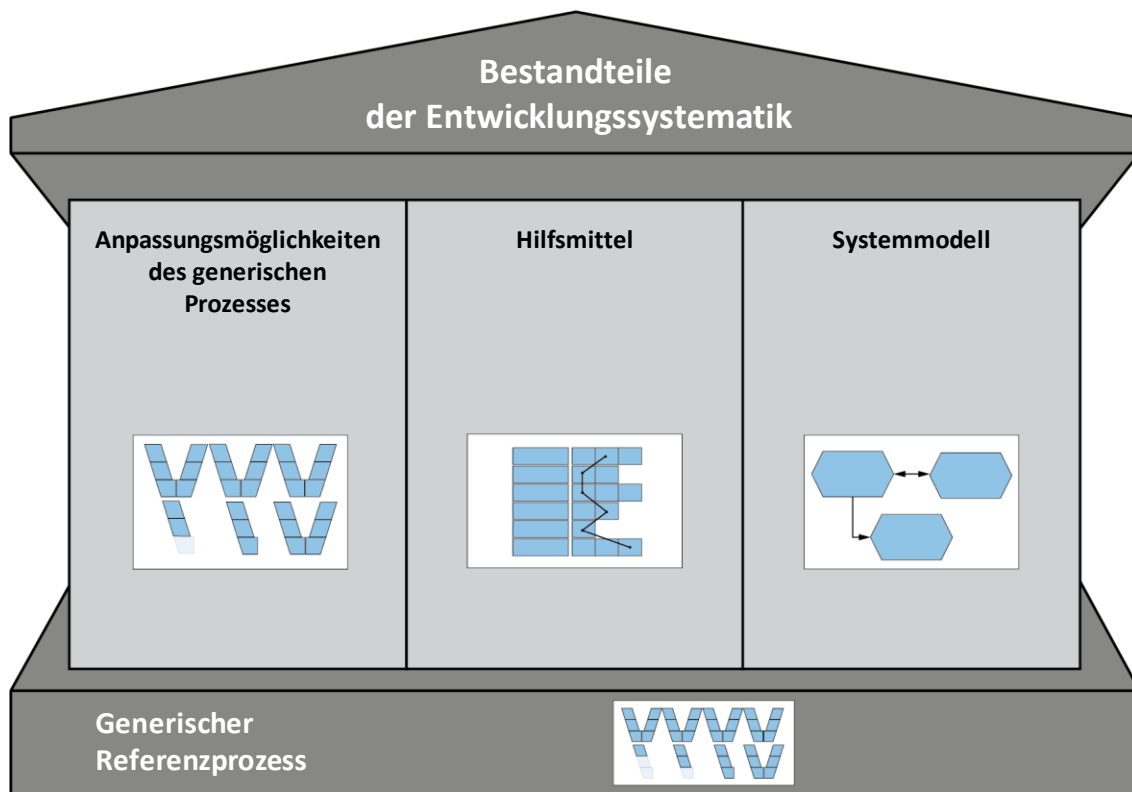 Bestandteile
der Entwicklungssystematik
Anpassungsmöglichkeiten
des generischen
Prozesses
Hilfsmittel
Systemmodell
Generischer
Referenzprozess